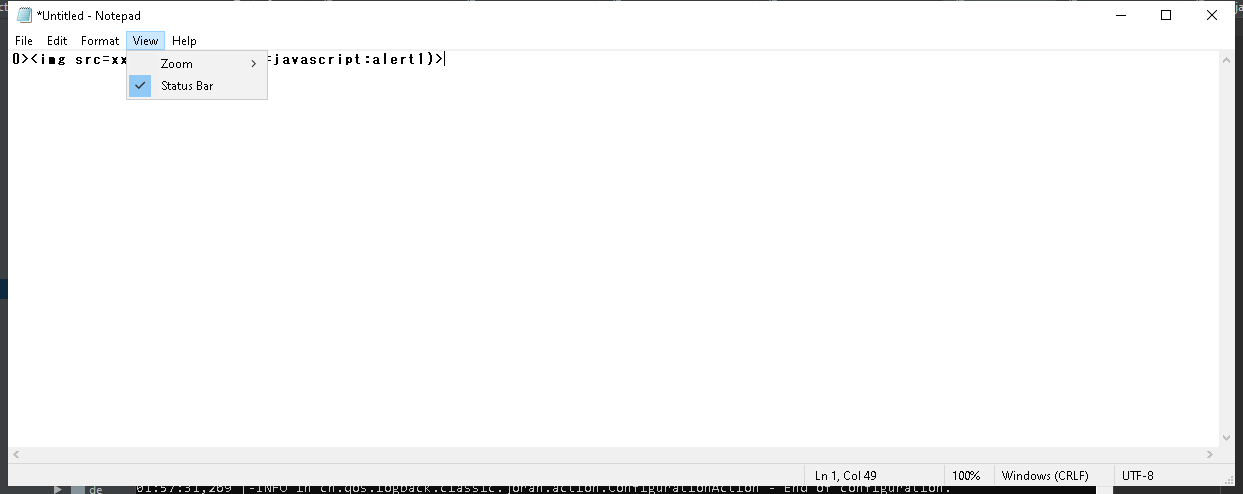 *Untitled - Notepad
File Edit Format View Help
0><img src=xx =javascript:alert1)>
Zoom
Status Bar
Ln 1, Col 49 100% Windows (CRLF) UTF-8
de 01:57:31,269 |-INFO in ch.qos.logback.classic.joran.action.ConfigurationAction - End of configuration.